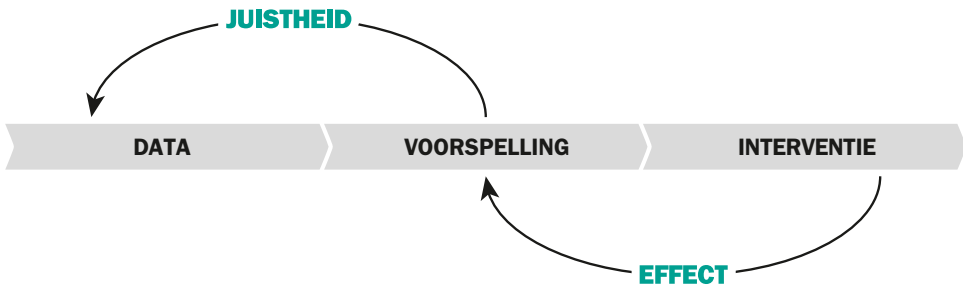 JUISTHEID
DATA
VOORSPELLING
INTERVENTIE
EFFECT